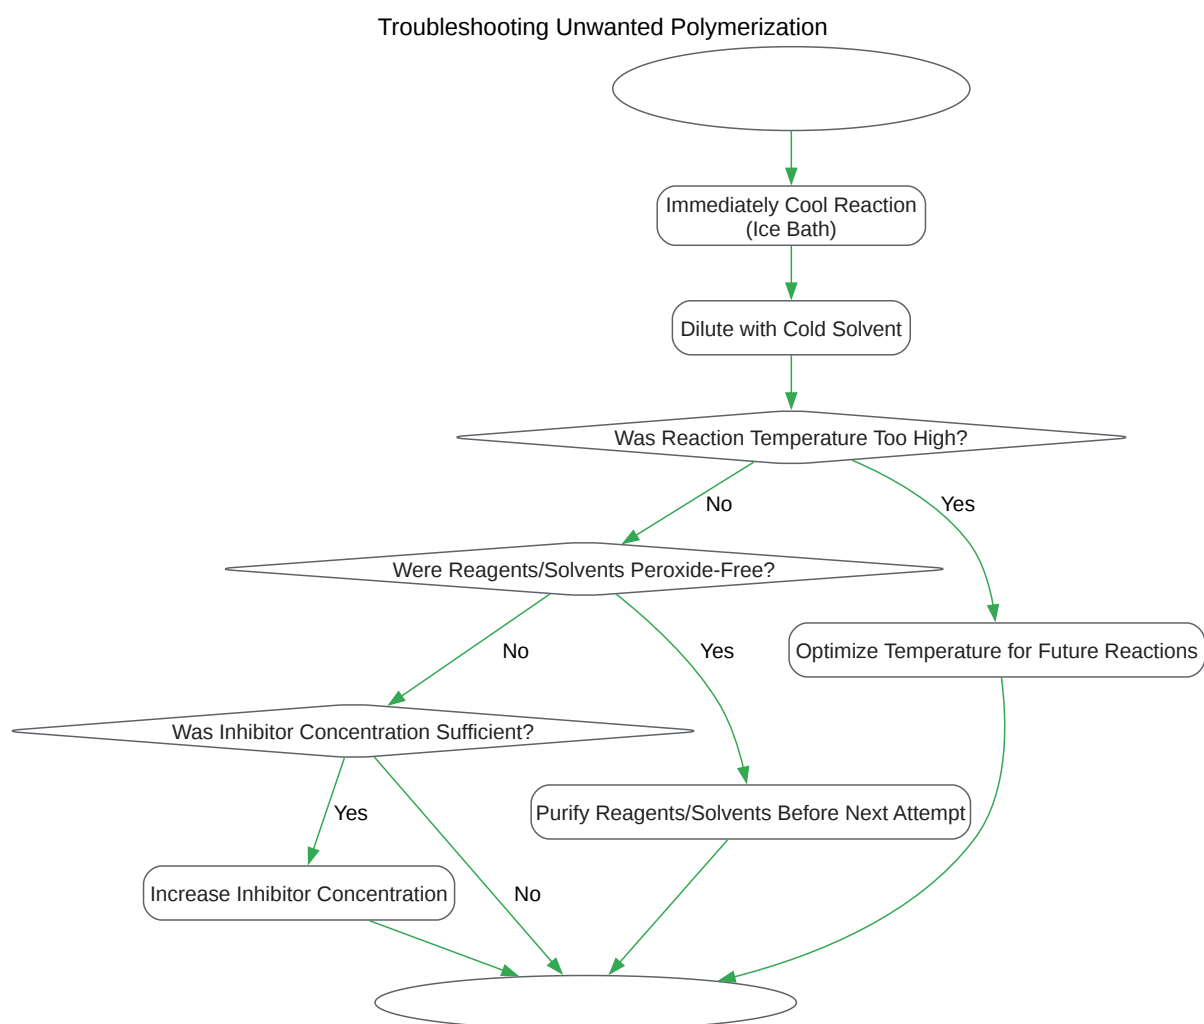 Troubleshooting Unwanted Polymerization
Immediately Cool Reaction
(Ice Bath)
Dilute with Cold Solvent
Was Reaction Temperature Too High?
No
Yes
Were Reagents/Solvents Peroxide-Free?
No
Yes
Optimize Temperature for Future Reactions
Was Inhibitor Concentration Sufficient?
Yes
Purify Reagents/Solvents Before Next Attempt
Increase Inhibitor Concentration
No